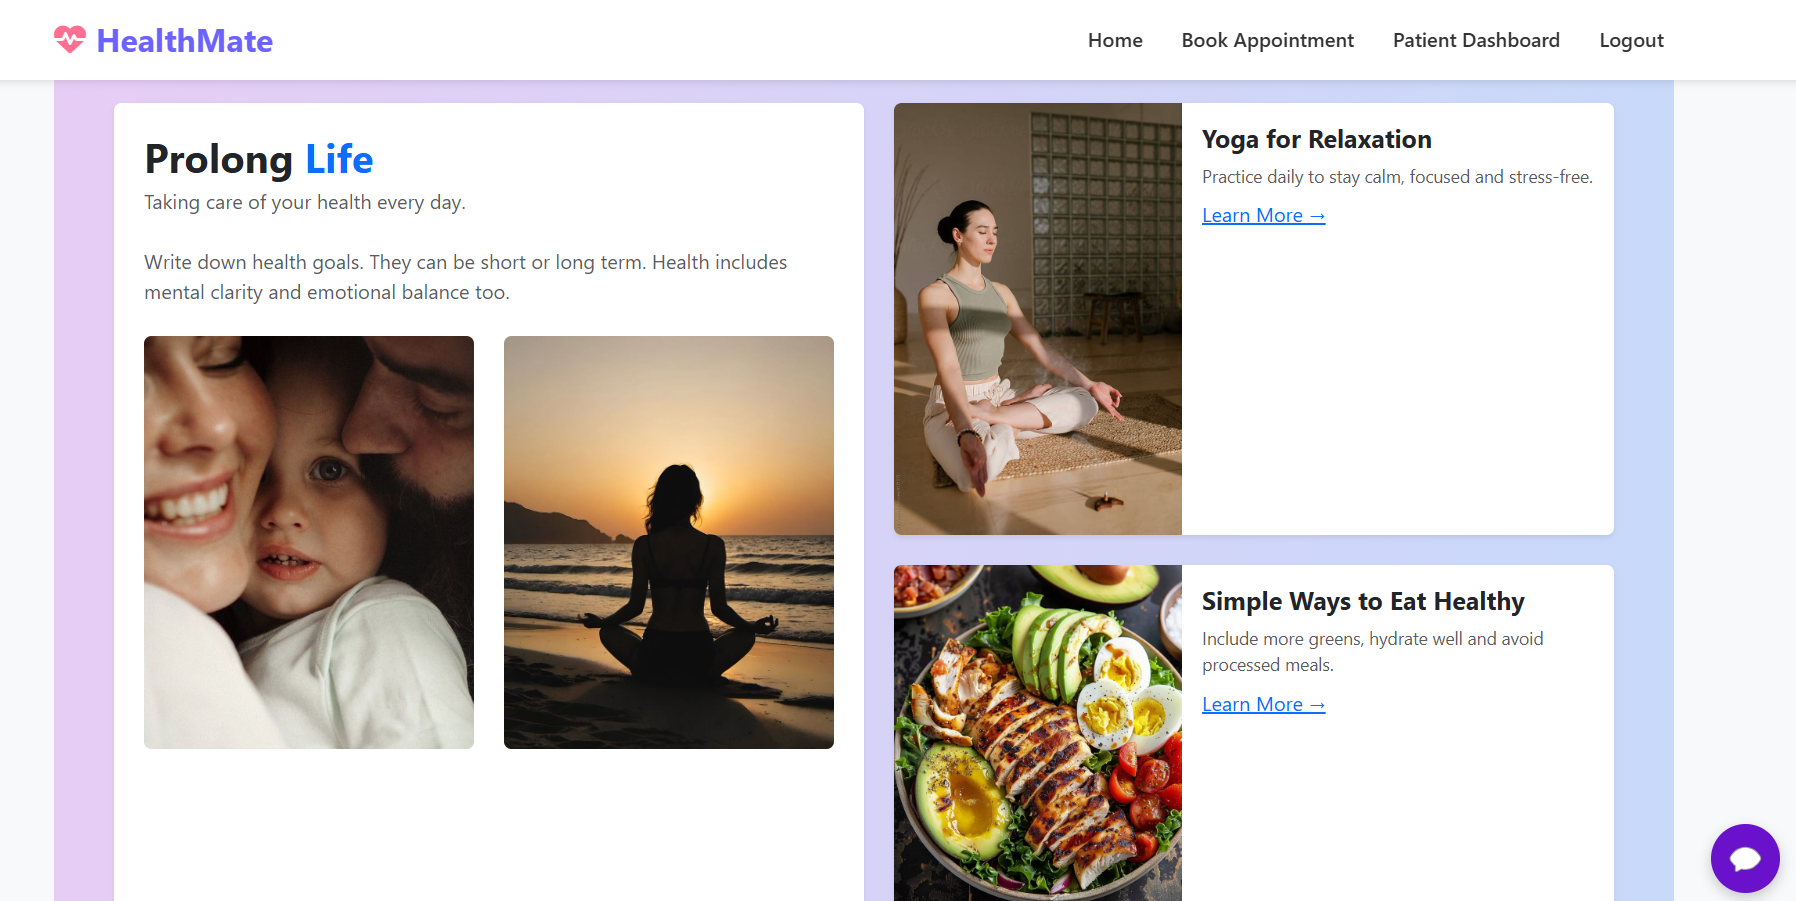 HealthMate
Home
Book Appointment
Patient Dashboard
Logout
Prolong Life
Taking care of your health every day.
Write down health goals. They can be short or long term. Health includes
mental clarity and emotional balance too.
Yoga for Relaxation
Practice daily to stay calm, focused and stress-free.
Learn More →
Simple Ways to Eat Healthy
Include more greens, hydrate well and avoid
processed meals.
Learn More →